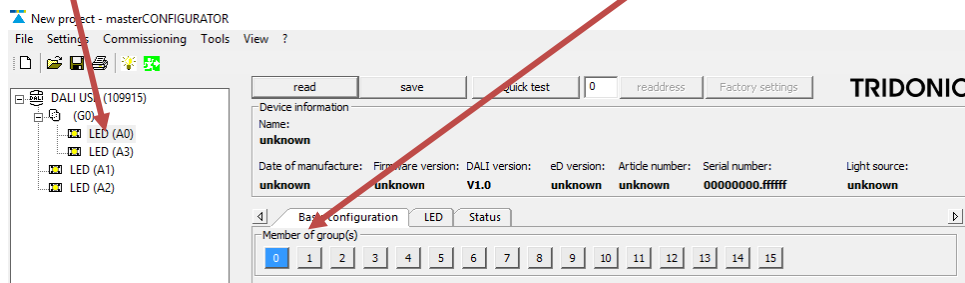 New project - masterCONFIGURATOR
File Settings Commissioning Tools View ?
read save Quick test 0 readdress Factory settings TRIDONIC
DALI USB (109915)
(G0)
LED (A0)
LED (A3)
LED (A1)
LED (A2)
Device information
Name:
unknown
Date of manufacture: Firmware version: DALI version: eD version: Article number: Serial number: Light source:
unknown unknown V1.0 unknown unknown 00000000.ffffff unknown
Basic configuration LED Status
Member of group(s)
0 1 2 3 4 5 6 7 8 9 10 11 12 13 14 15